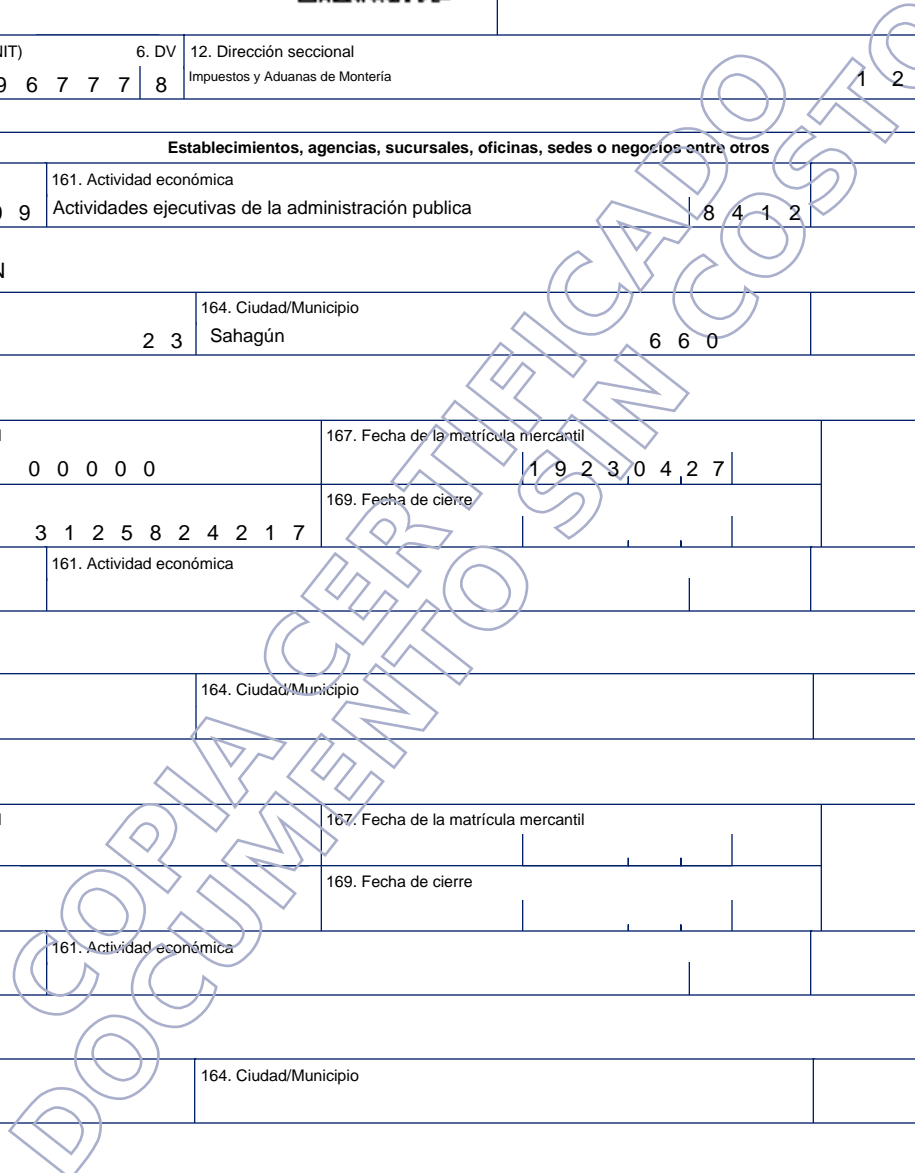 NIT) 6. DV 12. Dirección seccional
9 6 7 7 7 8 Impuestos y Aduanas de Montería 1 2
Establecimientos, agencias, sucursales, oficinas, sedes o negocios entre otros
161. Actividad económica
9 Actividades ejecutivas de la administración publica 8 4 1 2
N
164. Ciudad/Municipio
2 3 Sahagún 6 6 0
167. Fecha de la matrícula mercantil
0 0 0 0 0 1 9 2 3 0 4 2 7
169. Fecha de cierre
3 1 2 5 8 2 4 2 1 7
161. Actividad económica
164. Ciudad/Municipio
167. Fecha de la matrícula mercantil
169. Fecha de cierre
161. Actividad económica
164. Ciudad/Municipio
COPIA CERTIFICADO
DOCUMENTO SIN COSTO